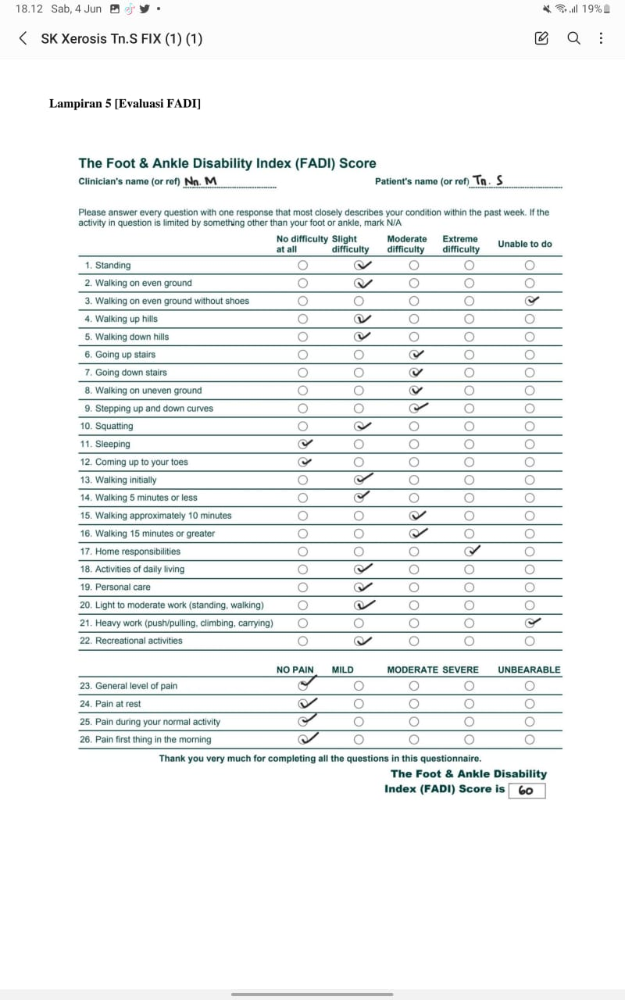 18.12 Sab, 4 Jun 19%
SK Xerosis Tn.S FIX (1) (1)
Lampiran 5 [Evaluasi FADI]
The Foot & Ankle Disability Index (FADI) Score
Clinician's name (or ref) Nn. M Patient's name (or ref) Tn. S
Please answer every question with one response that most closely describes your condition within the past week. If the
activity in question is limited by something other than your foot or ankle, mark N/A
No difficulty at all Slight difficulty Moderate difficulty Extreme difficulty Unable to do
1. Standing
2. Walking on even ground
3. Walking on even ground without shoes
4. Walking up hills
5. Walking down hills
6. Going up stairs
7. Going down stairs
8. Walking on uneven ground
9. Stepping up and down curves
10. Squatting
11. Sleeping
12. Coming up to your toes
13. Walking initially
14. Walking 5 minutes or less
15. Walking approximately 10 minutes
16. Walking 15 minutes or greater
17. Home responsibilities
18. Activities of daily living
19. Personal care
20. Light to moderate work (standing, walking)
21. Heavy work (push/pulling, climbing, carrying)
22. Recreational activities
NO PAIN MILD MODERATE SEVERE UNBEARABLE
23. General level of pain
24. Pain at rest
25. Pain during your normal activity
26. Pain first thing in the morning
Thank you very much for completing all the questions in this questionnaire.
The Foot & Ankle Disability
Index (FADI) Score is 60